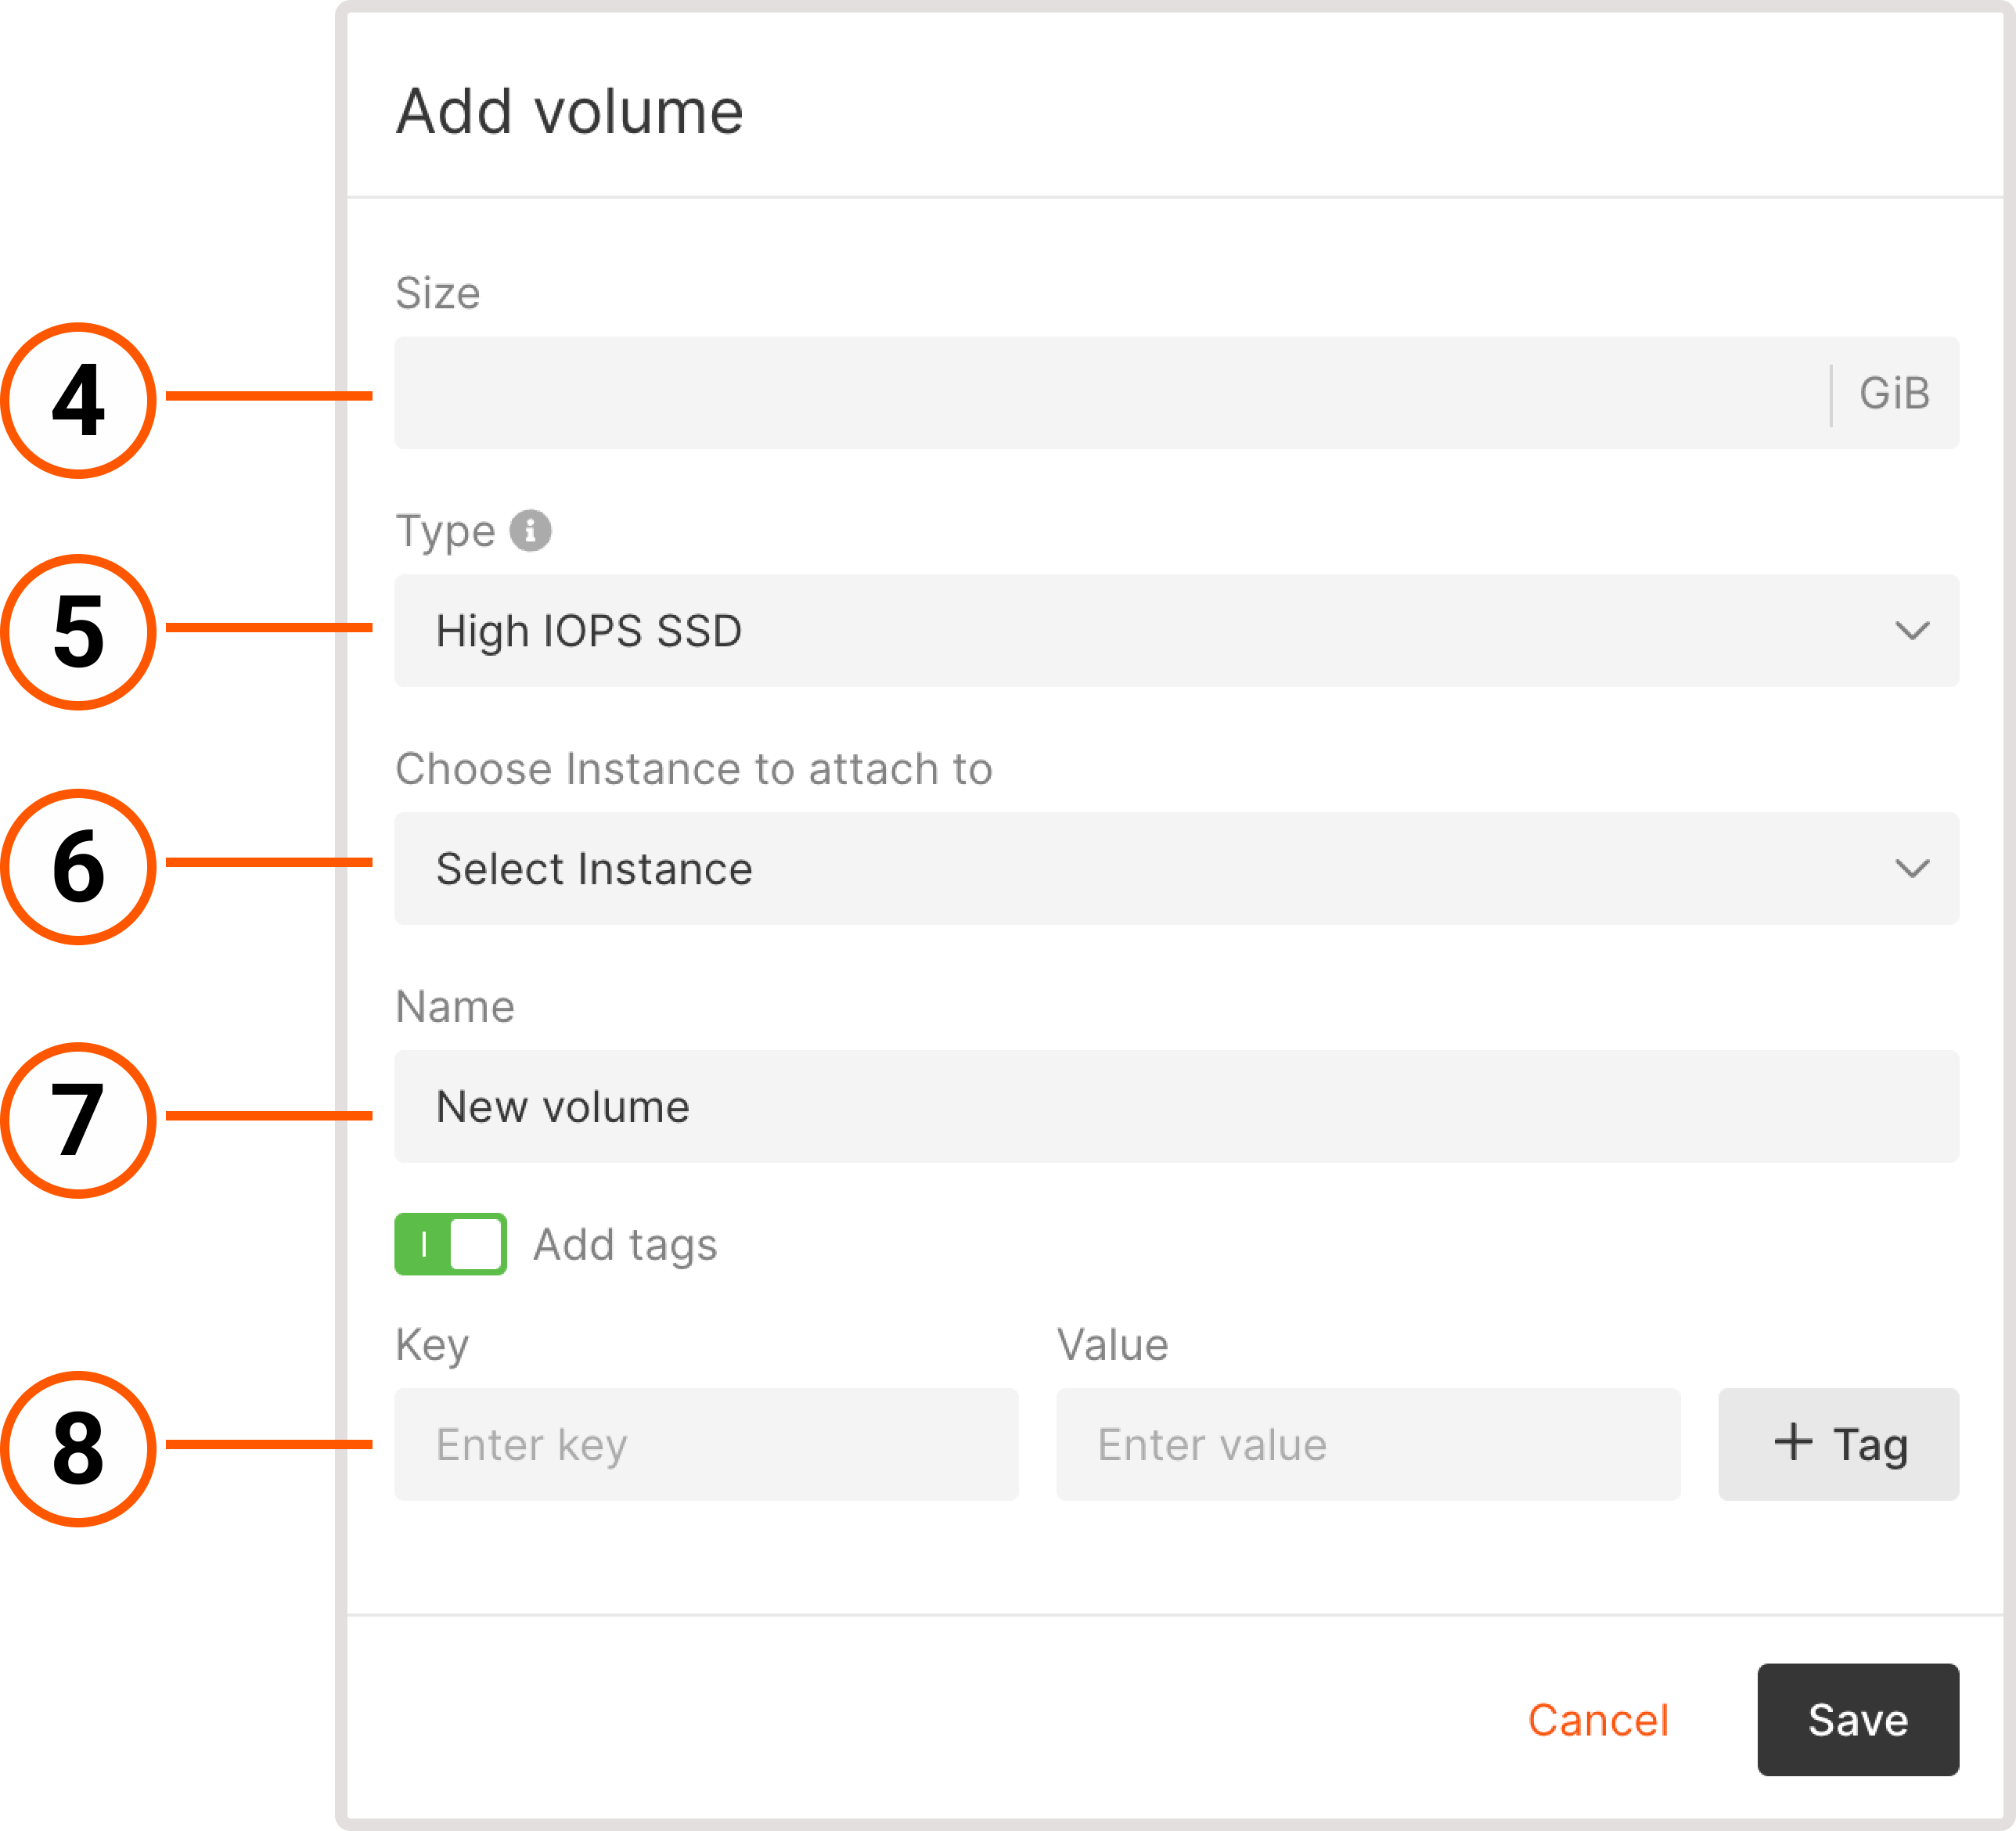 Add volume
Size
4
GiB
Type
5
High IOPS SSD
Choose Instance to attach to
6
Select Instance
Name
7
New volume
Add tags
Key Value
8
Enter key Enter value + Tag
Cancel Save